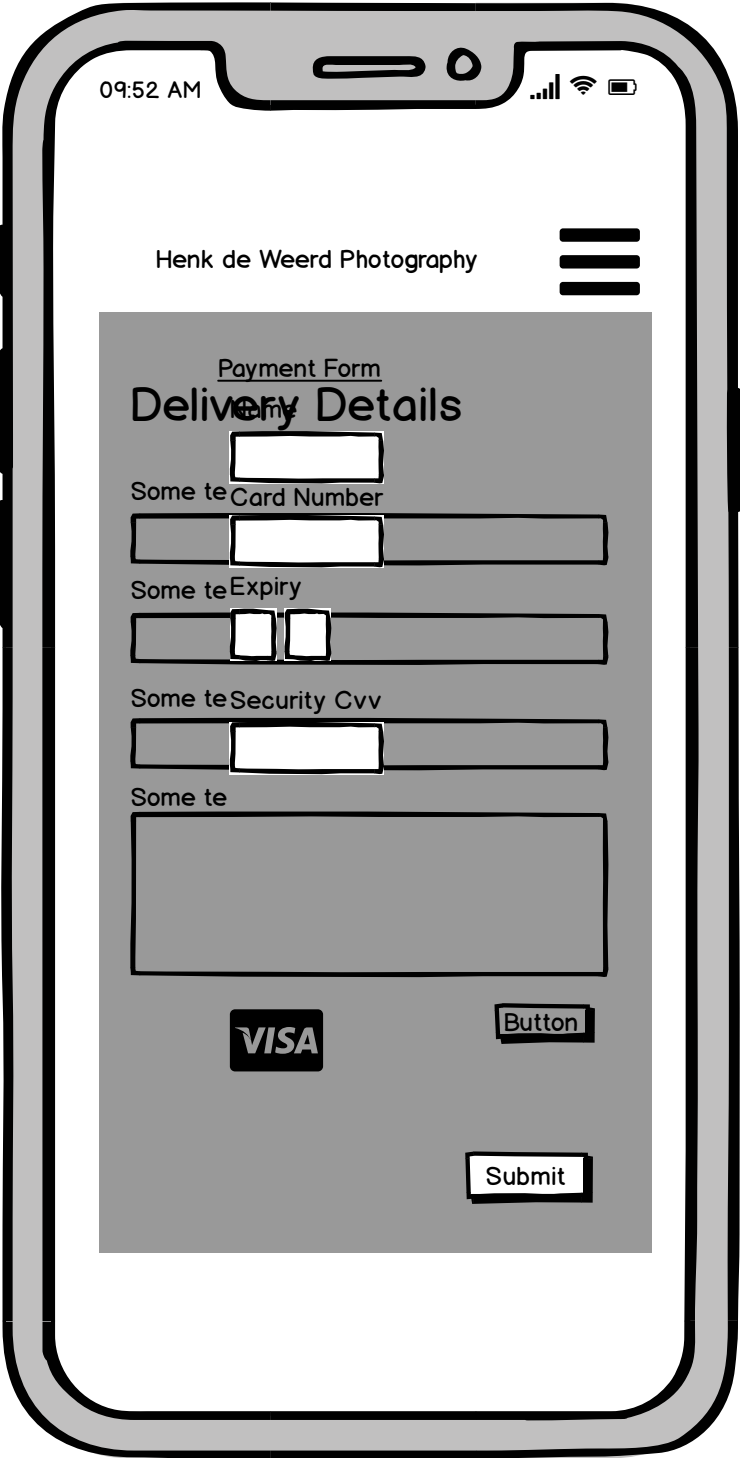 09:52 AM
Henk de Weerd Photography
Payment Form
Delivery Details
Name
Some te
Card Number
Some te
Expiry
Some te
Security Cvv
Some te
VISA
Button
Submit